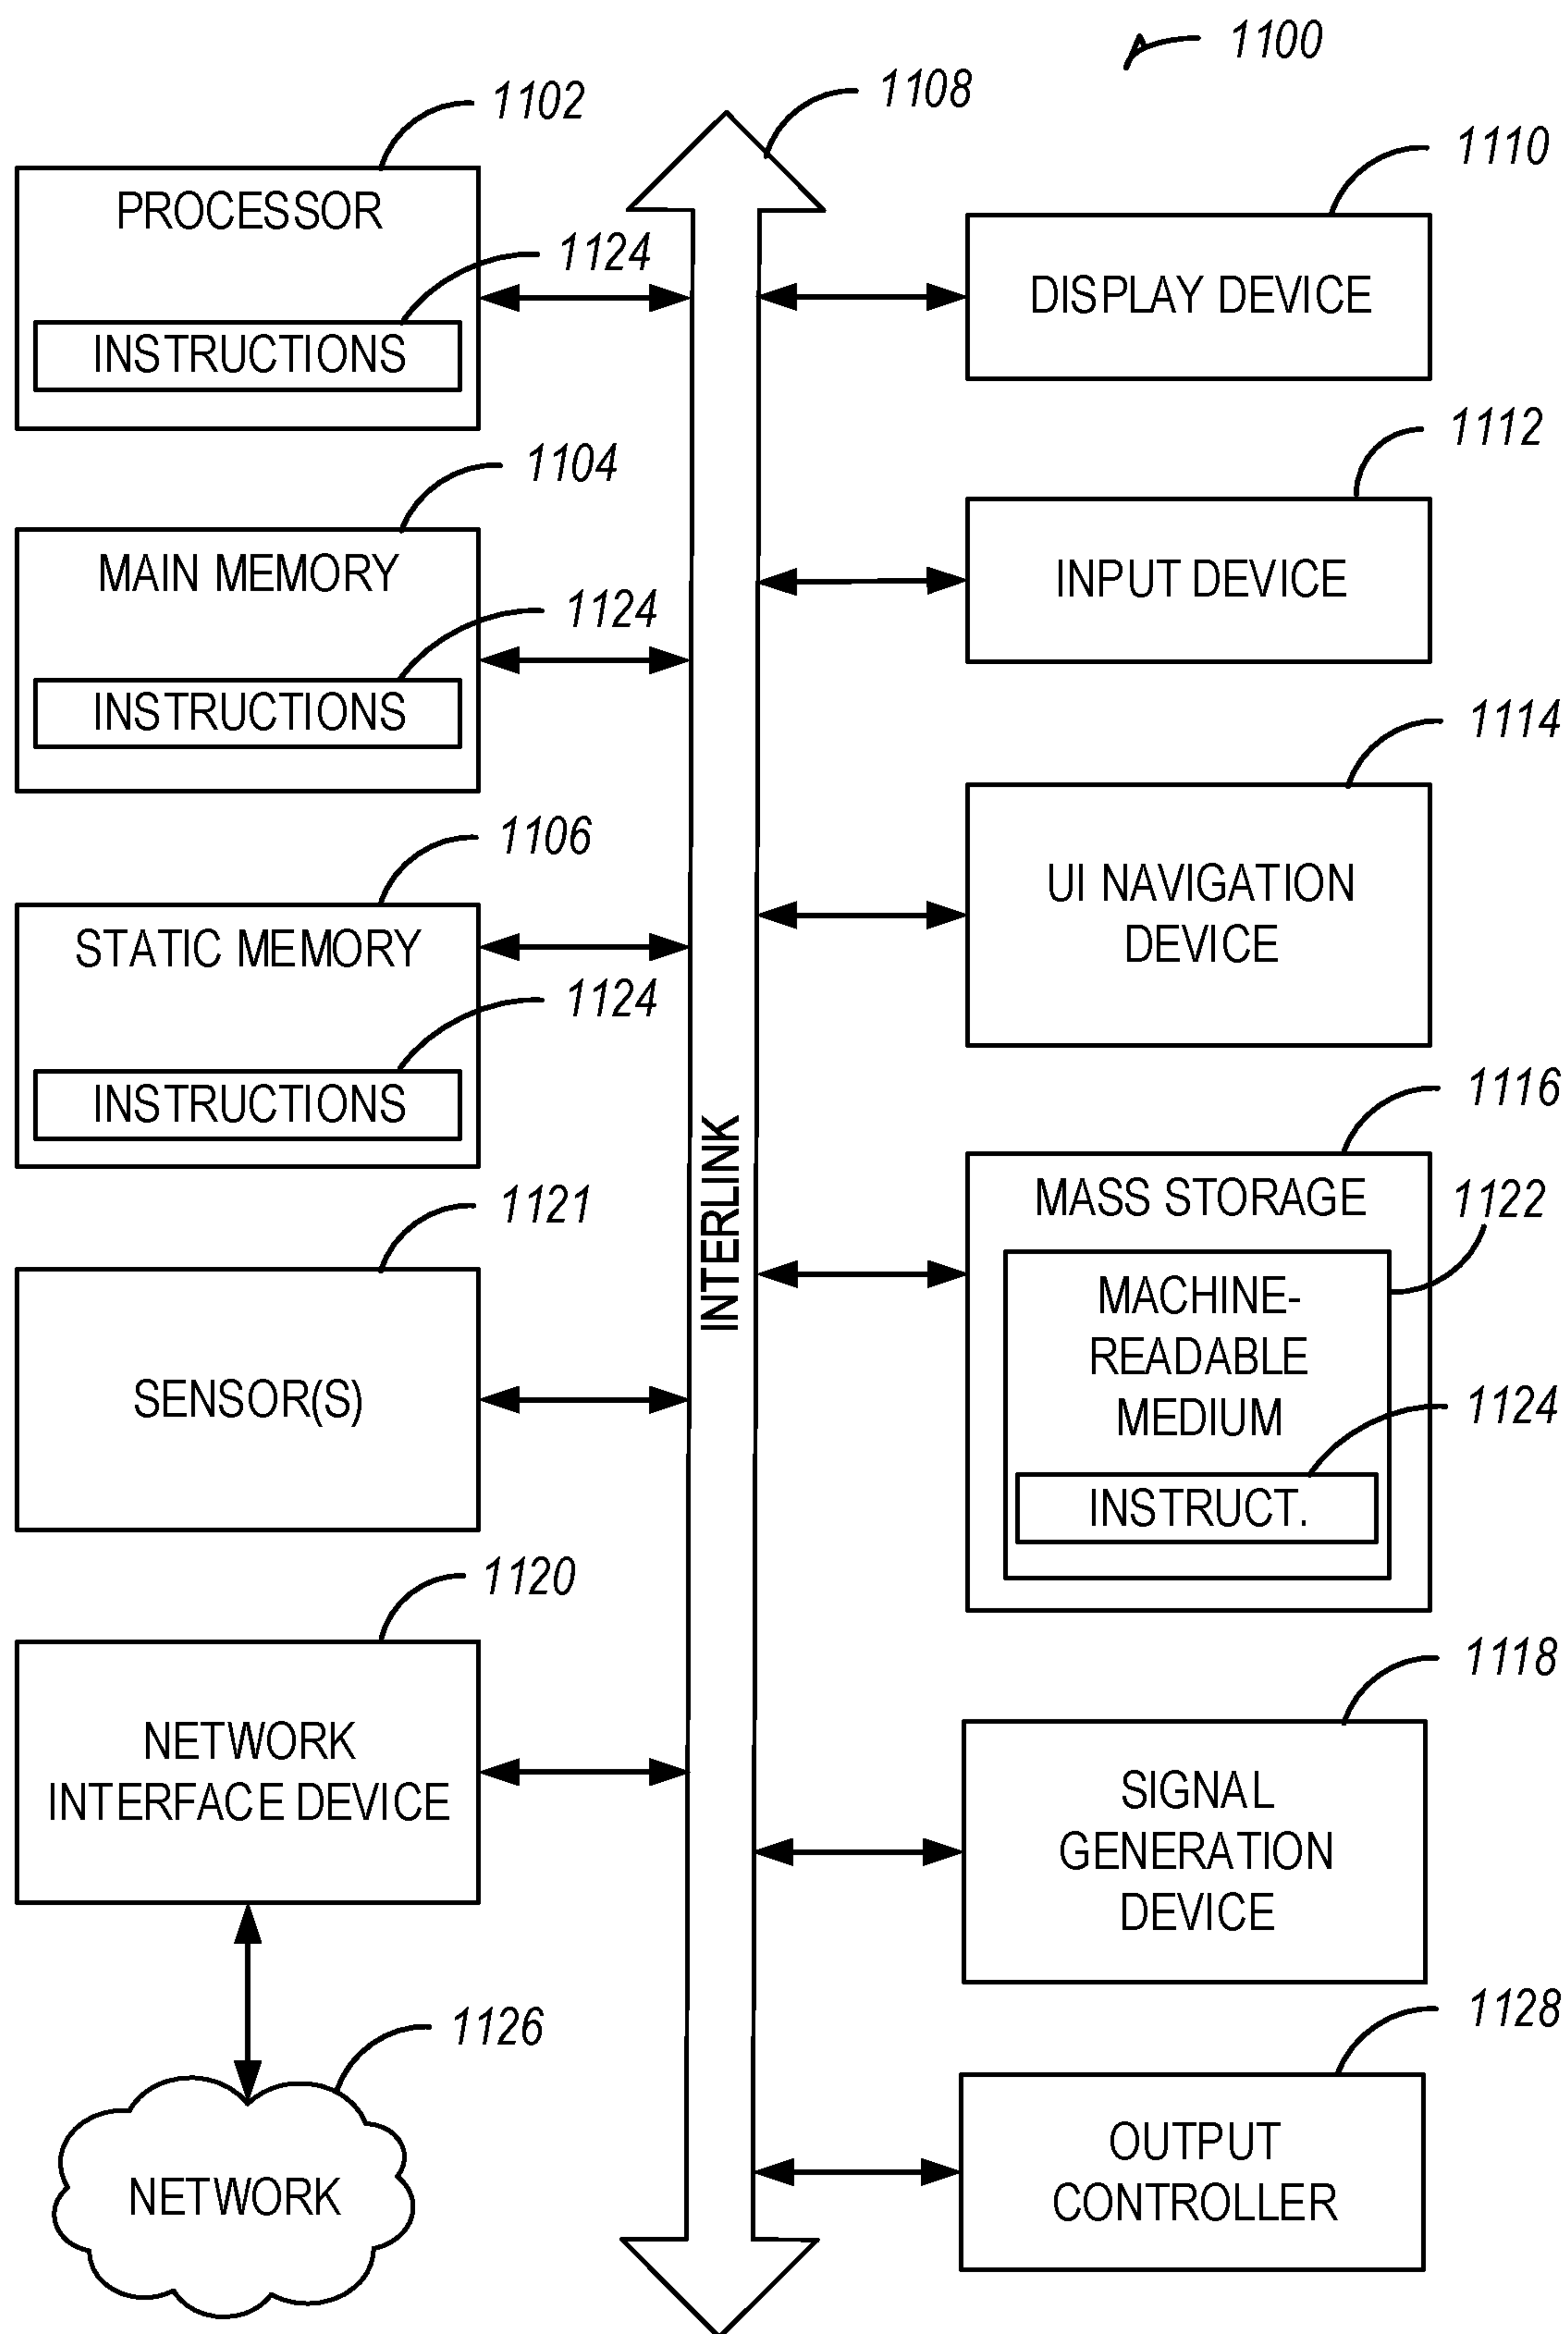 1100
1102
PROCESSOR
1124
INSTRUCTIONS
1104
MAIN MEMORY
1124
INSTRUCTIONS
1106
STATIC MEMORY
1124
INSTRUCTIONS
1121
SENSOR(S)
1120
NETWORK
INTERFACE DEVICE
1126
NETWORK
1108
INTERLINK
1110
DISPLAY DEVICE
1112
INPUT DEVICE
1114
UI NAVIGATION
DEVICE
1116
MASS STORAGE
1122
MACHINE-
READABLE
MEDIUM
1124
INSTRUCT.
1118
SIGNAL
GENERATION
DEVICE
1128
OUTPUT
CONTROLLER